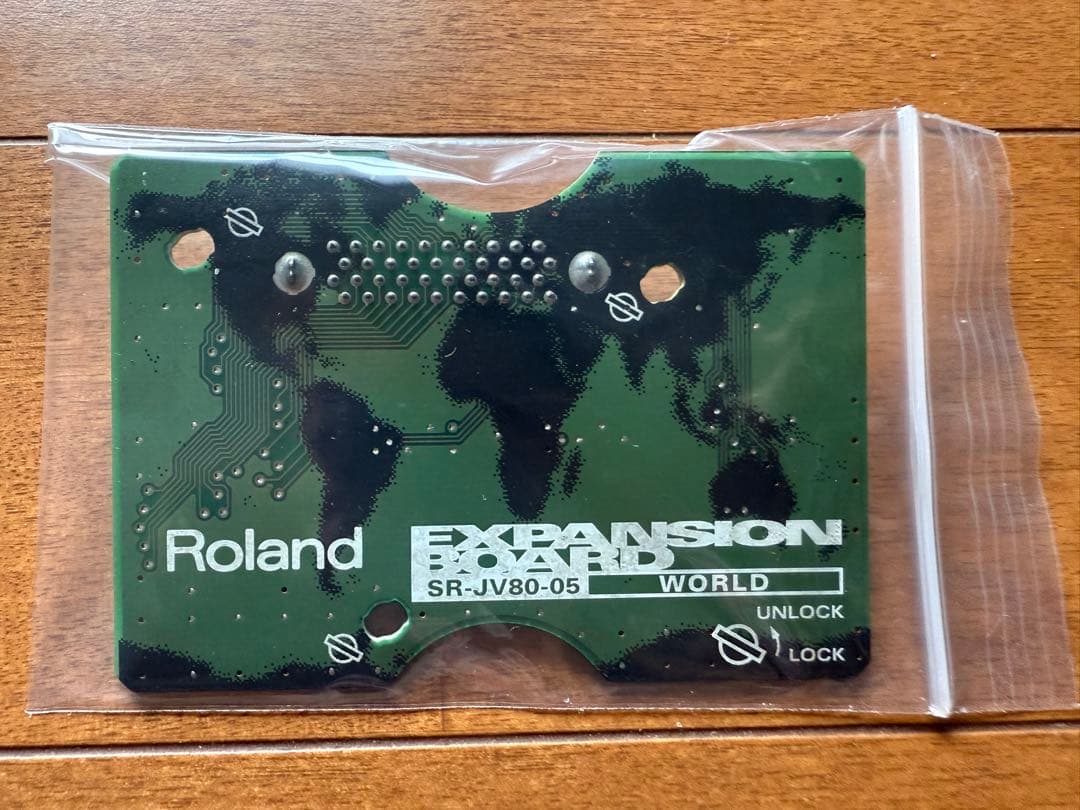 Roland
EXPANSION
BOARD
SR-JV80-05 WORLD
UNLOCK
LOCK